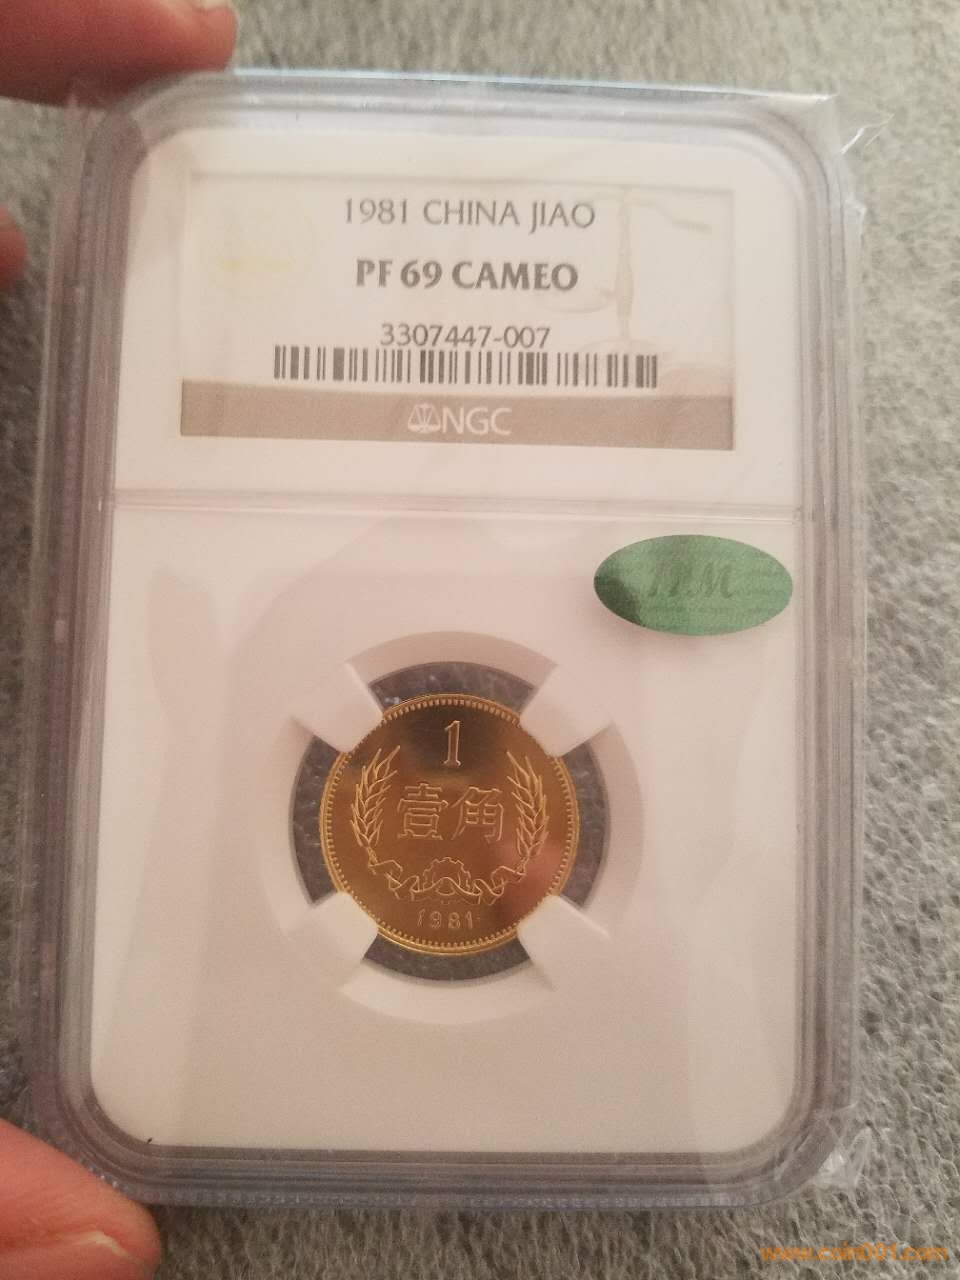 1981 CHINA JIAO
PF 69 CAMEO
3307447-007
NGC
1
壹角
1981
www.coin001.com